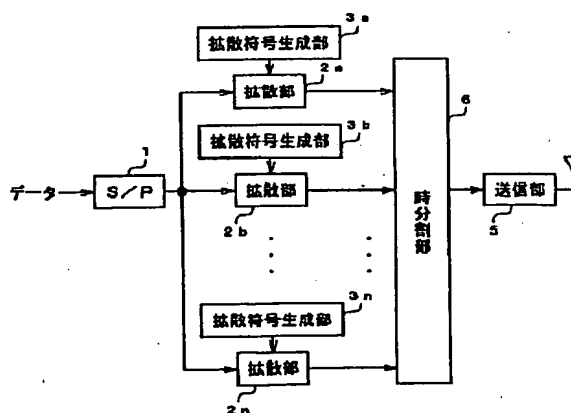 3a
拡散符号生成部
2a
拡散部
6
3b
拡散符号生成部
1
データ
S/P
拡散部
時分割部
送信部
2b
5
3n
拡散符号生成部
拡散部
2n